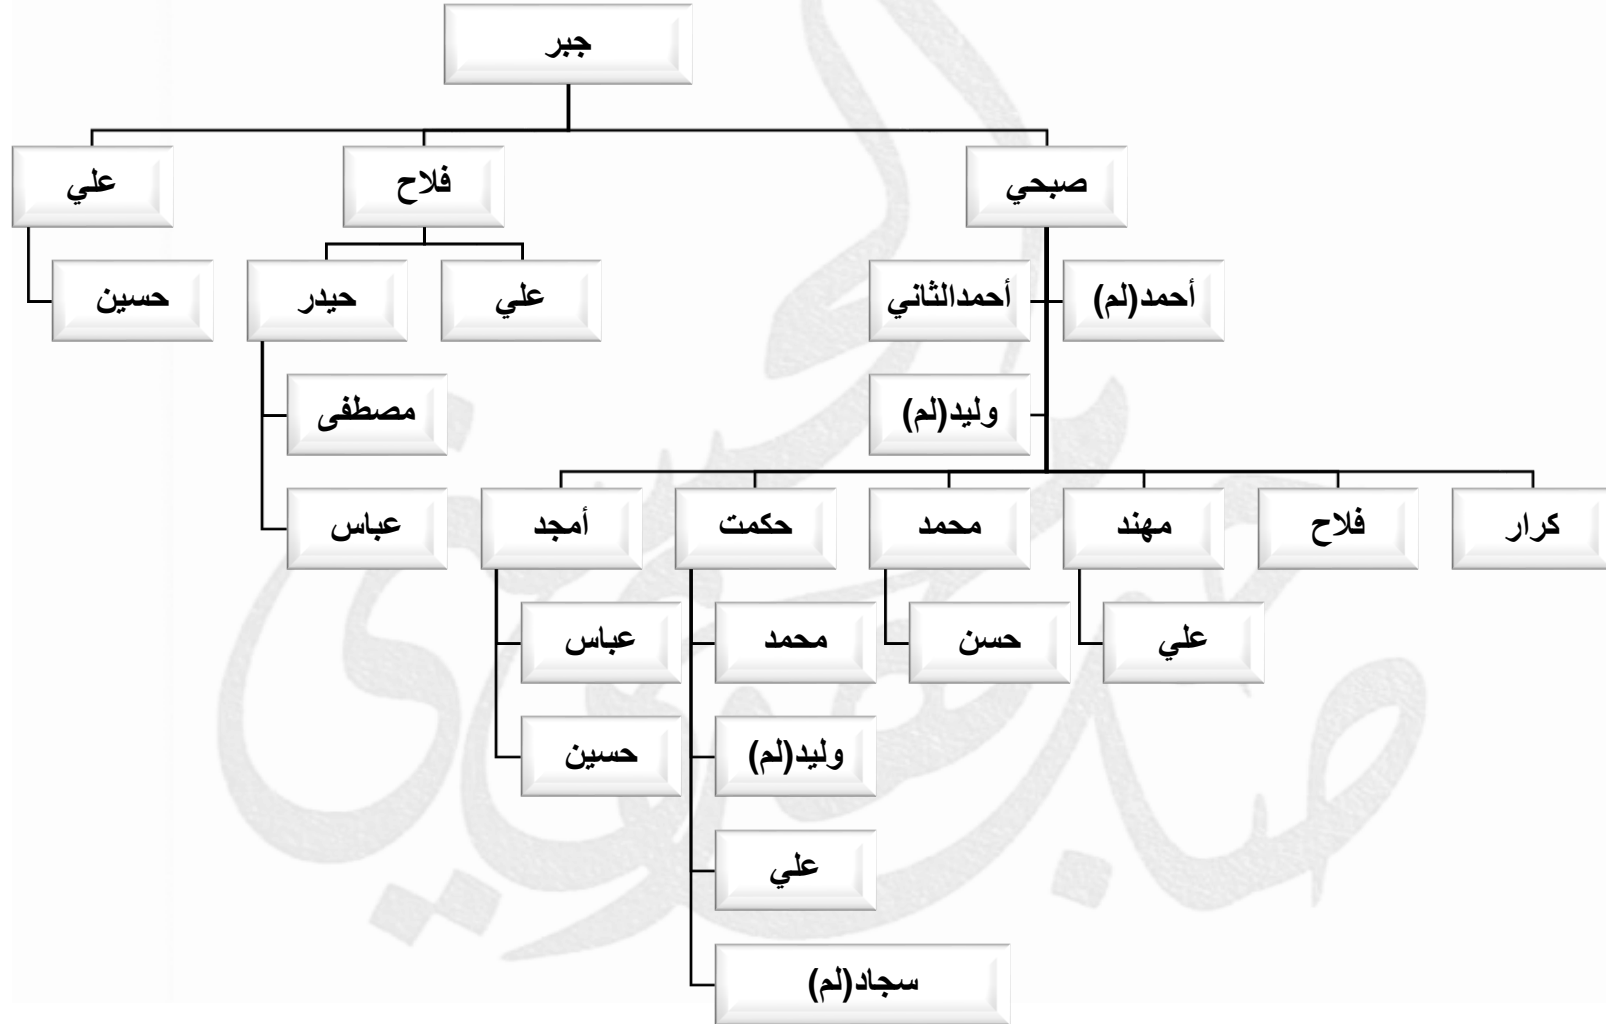 جبر
صبحي
فلاح
علي
أحمد(لم)
أحمدالثاني
علي
حيدر
حسين
وليد(لم)
مصطفى
كرار
فلاح
مهند
محمد
حكمت
أمجد
عباس
علي
حسن
محمد
عباس
وليد(لم)
حسين
علي
سجاد(لم)